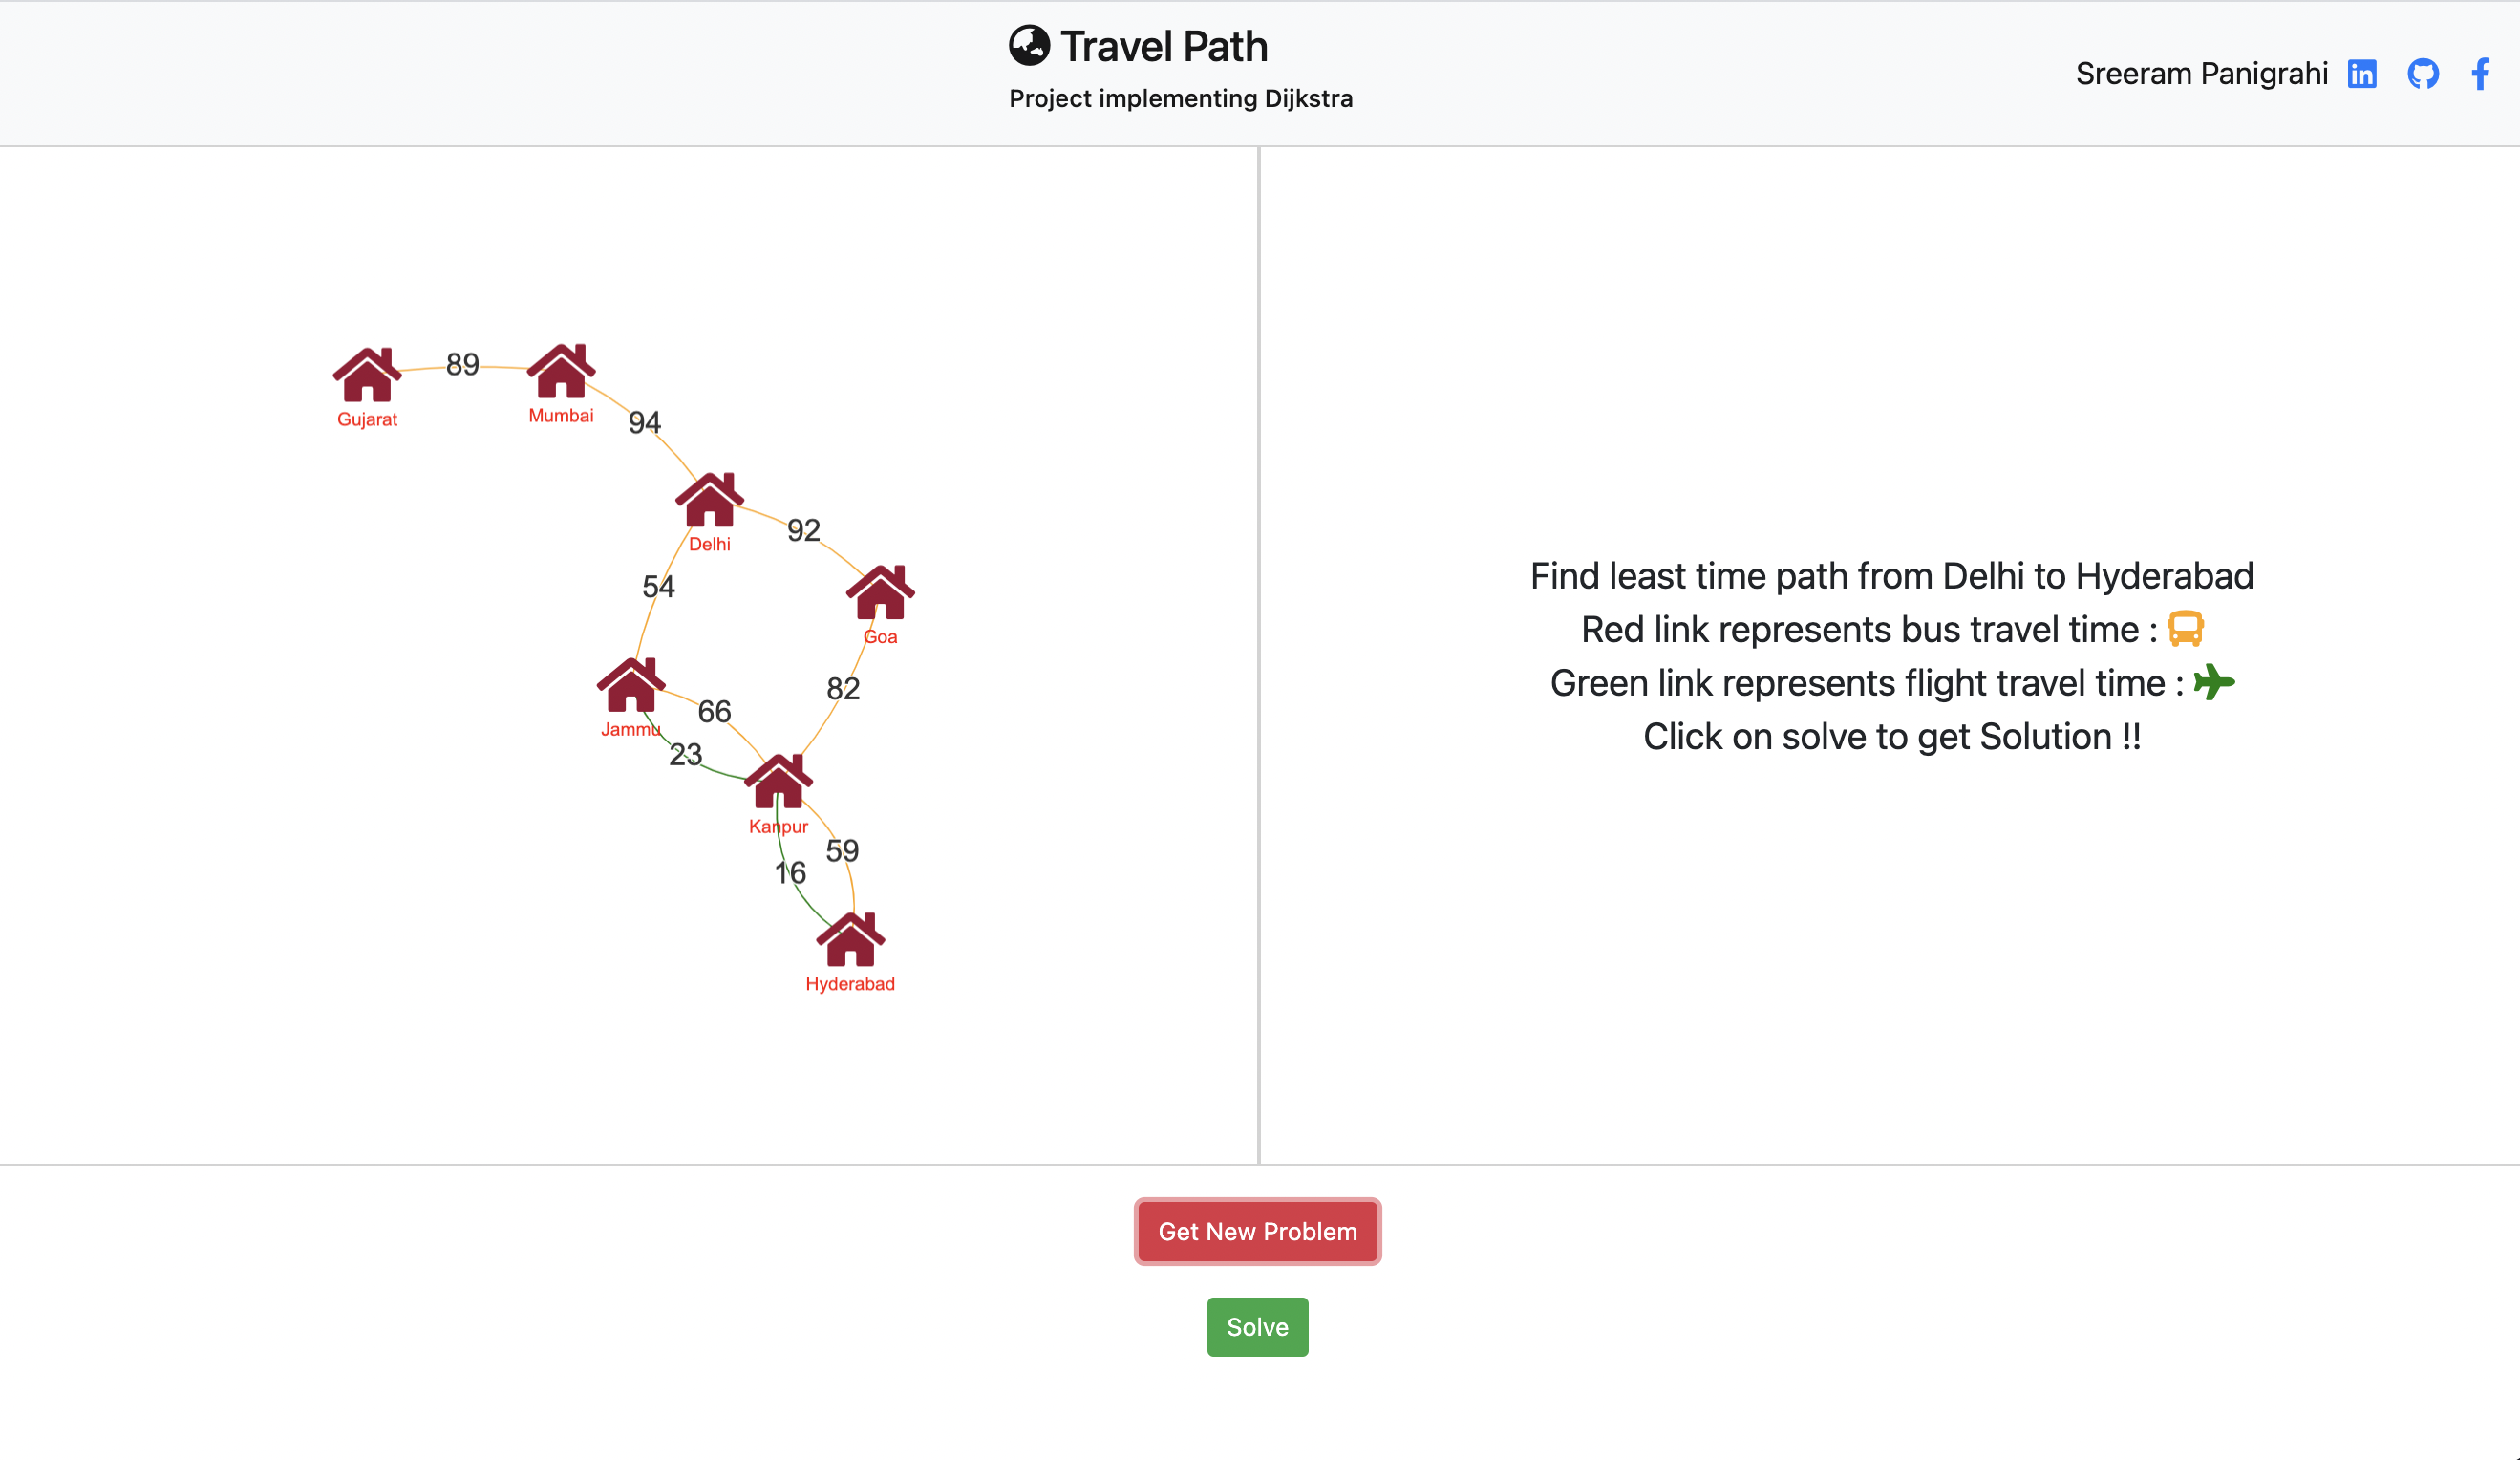 Travel Path
Project implementing Dijkstra
Sreeram Panigrahi
89
Gujarat
Mumbai
94
Delhi
92
54
Goa
Jammu
66
82
23
Kanpur
59
16
Hyderabad
Find least time path from Delhi to Hyderabad
Red link represents bus travel time :
Green link represents flight travel time :
Click on solve to get Solution !!
Get New Problem
Solve